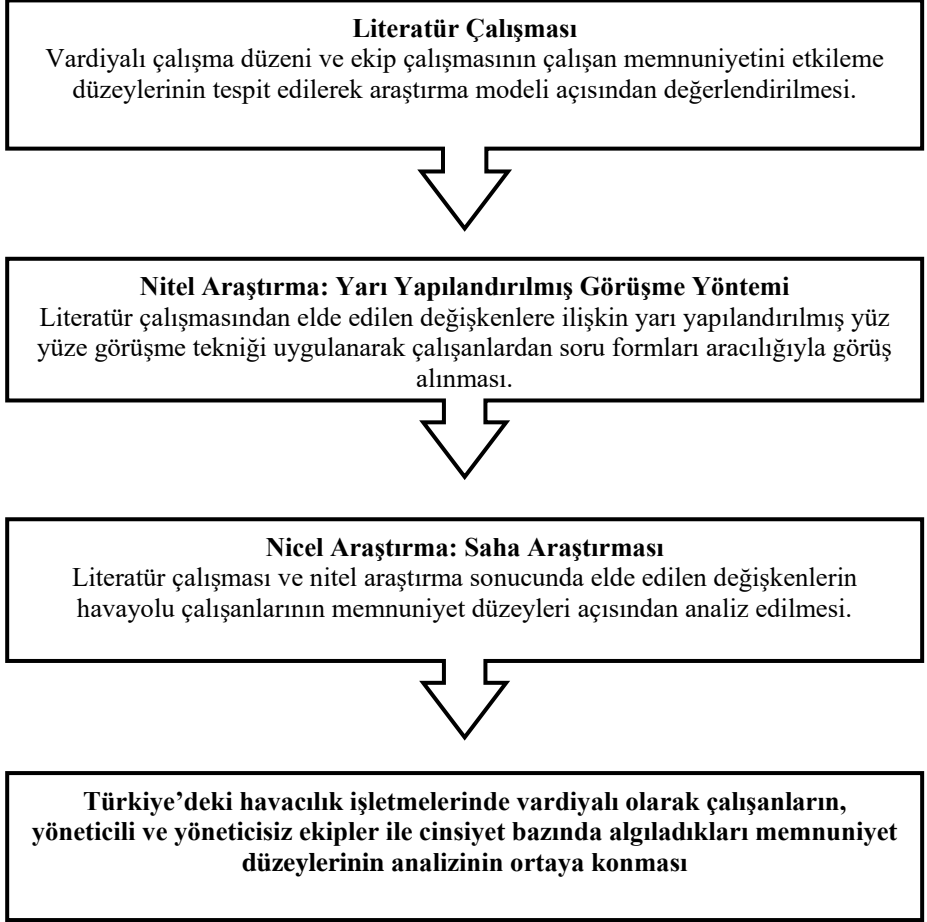 Literatür Çalışması
Vardiyalı çalışma düzeni ve ekip çalışmasının çalışan memnuniyetini etkileme
düzeylerinin tespit edilerek araştırma modeli açısından değerlendirilmesi.
Nitel Araştırma: Yarı Yapılandırılmış Görüşme Yöntemi
Literatür çalışmasından elde edilen değişkenlere ilişkin yarı yapılandırılmış yüz
yüze görüşme tekniği uygulanarak çalışanlardan soru formları aracılığıyla görüş
alınması.
Nicel Araştırma: Saha Araştırması
Literatür çalışması ve nitel araştırma sonucunda elde edilen değişkenlerin
havayolu çalışanlarının memnuniyet düzeyleri açısından analiz edilmesi.
Türkiye’deki havacılık işletmelerinde vardiyalı olarak çalışanların,
yöneticili ve yöneticisiz ekipler ile cinsiyet bazında algıladıkları memnuniyet
düzeylerinin analizinin ortaya konması